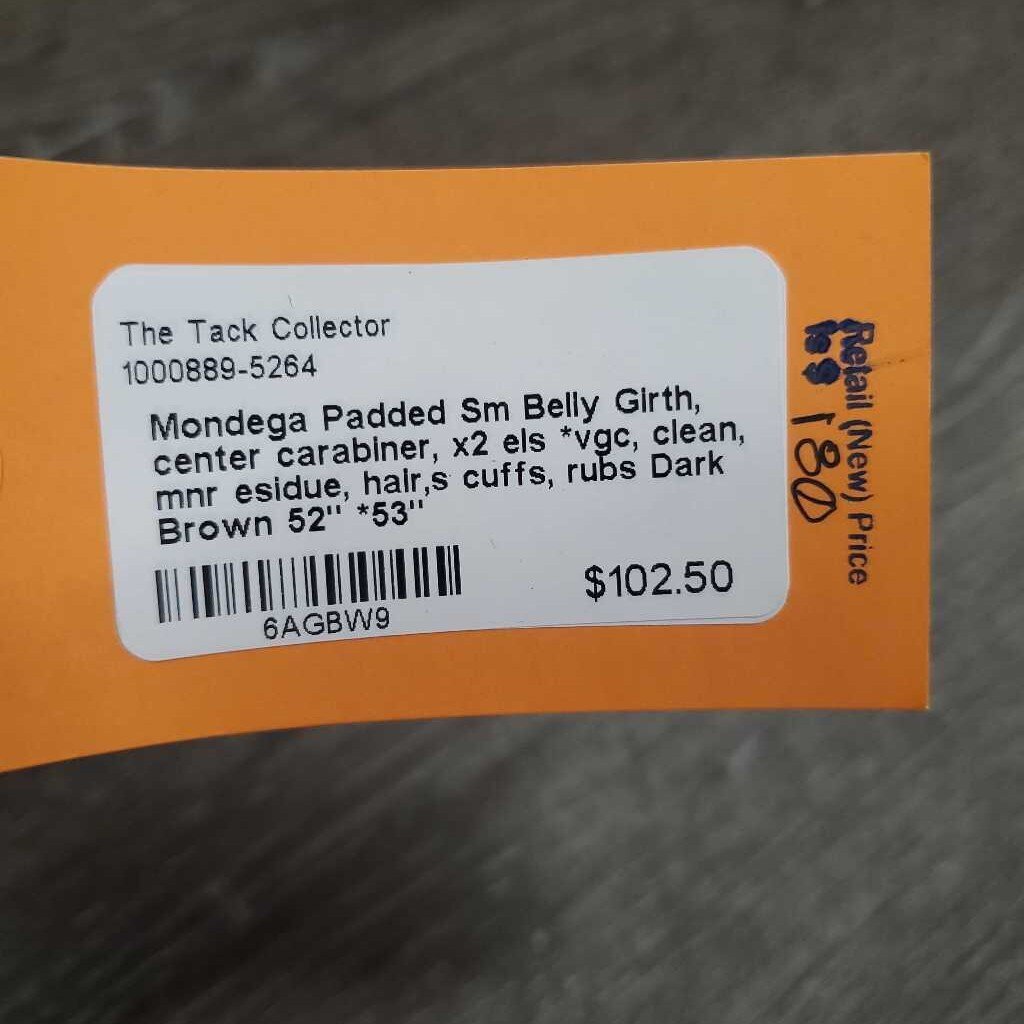 The Tack Collector
1000889-5264
Mondega Padded Sm Belly Girth,
center carabiner, x2 els *vgc, clean,
mnr esidue, hair,s cuffs, rubs Dark
Brown 52" *53"
$102.50
6AGBW9
Retail (New) Price
180